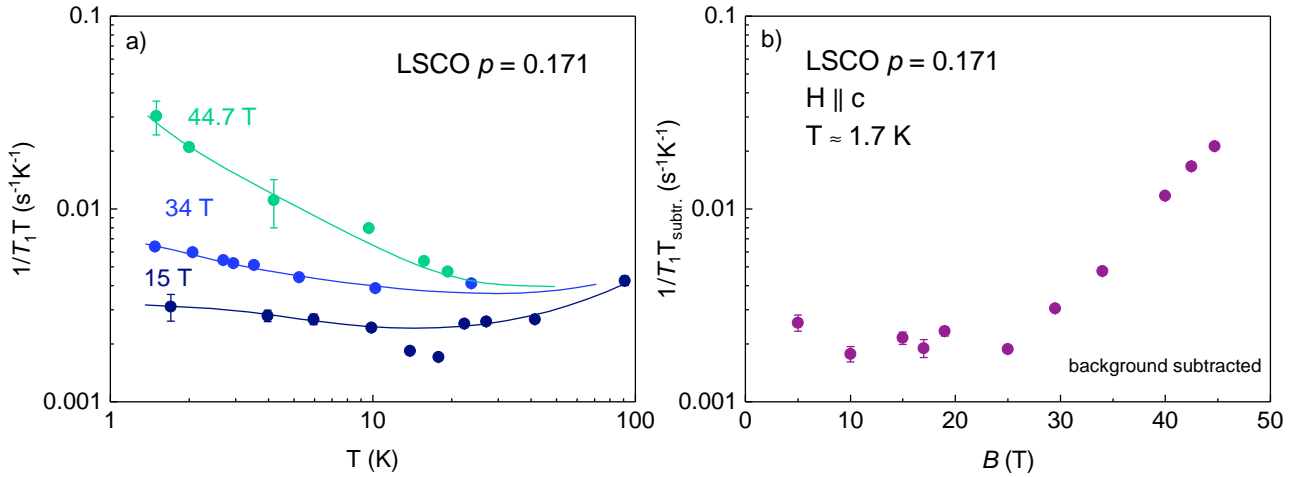 a)
LSCO p = 0.171
44.7 T
34 T
15 T
0.1
0.01
0.001
1/T₁T (s⁻¹K⁻¹)
1
10
100
T (K)
b)
LSCO p = 0.171
H || c
T ≈ 1.7 K
background subtracted
0.1
0.01
0.001
1/T₁T subtr. (s⁻¹K⁻¹)
0
10
20
30
40
50
B (T)